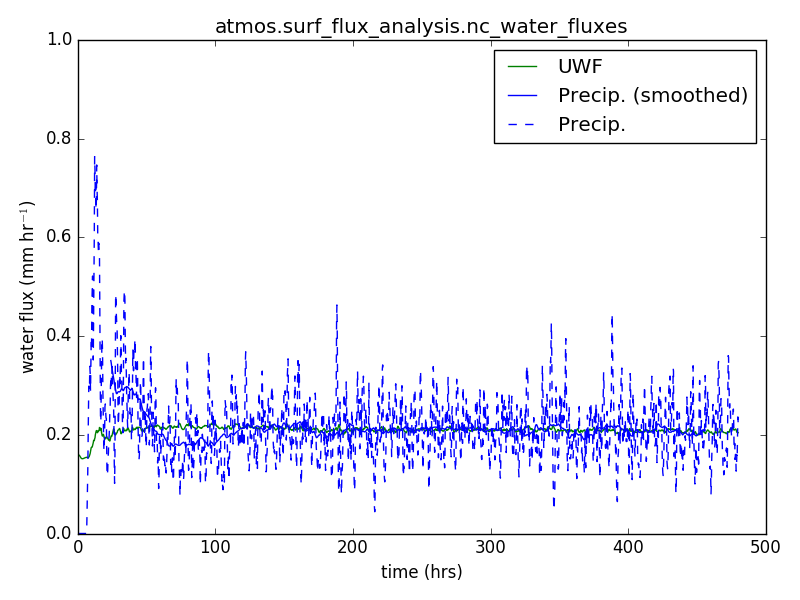 atmos.surf_flux_analysis.nc_water_fluxes
1.0
0.8
0.6
0.4
0.2
0.0
water flux (mm hr⁻¹)
UWF
Precip. (smoothed)
Precip.
0 100 200 300 400 500
time (hrs)